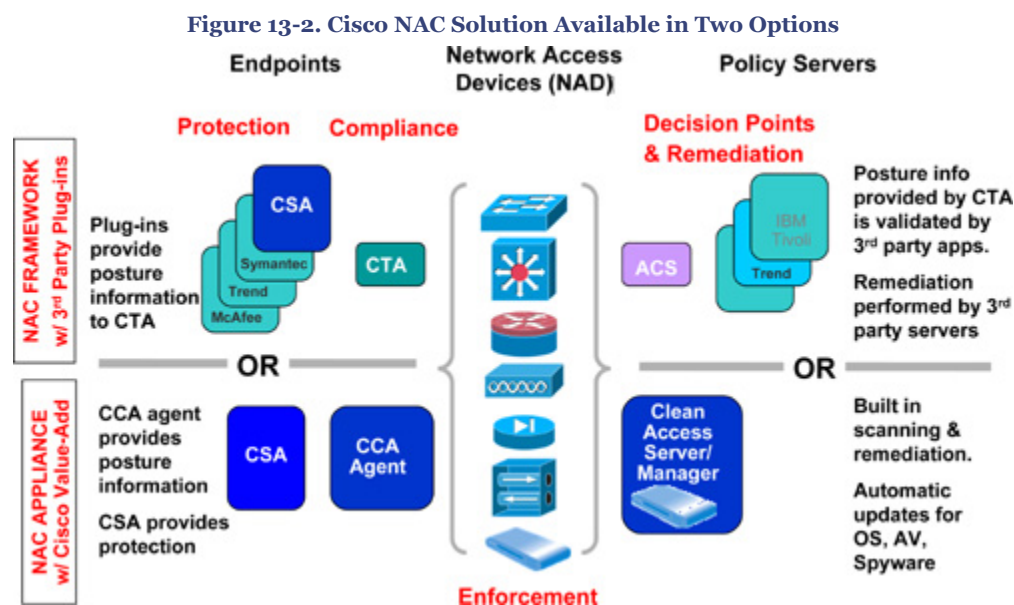 Figure 13-2. Cisco NAC Solution Available in Two Options
Endpoints
Network Access
Devices (NAD)
Policy Servers
Protection
Compliance
Decision Points
& Remediation
NAC FRAMEWORK
w/ 3rd Party Plug-ins
Plug-ins
provide
posture
information
to CTA
CSA
Symantec
Trend
McAfee
CTA
ACS
IBM
Tivoli
Trend
Posture info
provided by CTA
is validated by
3rd party apps.
Remediation
performed by 3rd
party servers
OR
OR
NAC APPLIANCE
w/ Cisco Value-Add
CCA agent
provides
posture
information
CSA provides
protection
CSA
CCA
Agent
Clean
Access
Server/
Manager
Built in
scanning &
remediation.
Automatic
updates for
OS, AV,
Spyware
Enforcement